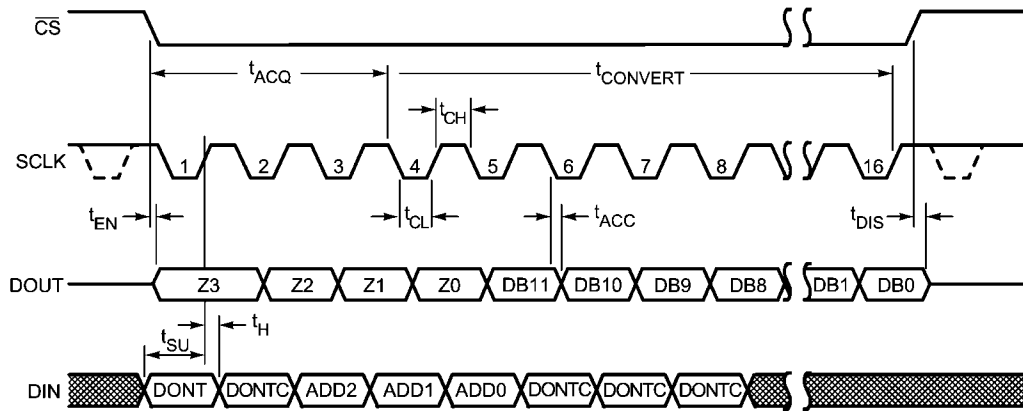 CS
tACQ tCONVERT
tCH
SCLK 1 2 3 4 5 6 7 8 16
tEN tCL tACC tDIS
DOUT Z3 Z2 Z1 Z0 DB11 DB10 DB9 DB8 DB1 DB0
tSU tH
DIN DONT DONTC ADD2 ADD1 ADD0 DONTC DONTC DONTC